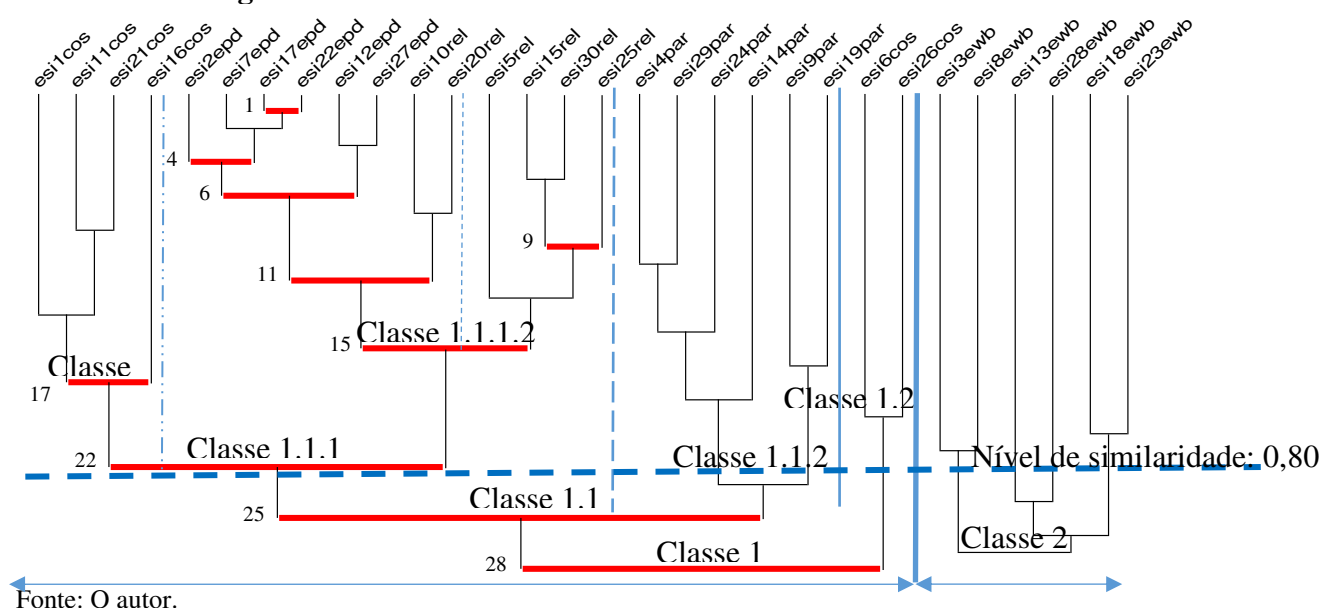 esi1cos
esi11cos
esi21cos
esi16cos
esi2epd
esi7epd
esi17epd
esi22epd
esi12epd
esi27epd
esi10rel
esi20rel
esi5rel
esi15rel
esi30rel
esi25rel
esi4par
esi29par
esi24par
esi14par
esi9par
esi19par
esi6cos
esi26cos
esi3ewb
esi8ewb
esi13ewb
esi28ewb
esi18ewb
esi23ewb
1
4
6
9
11
15 Classe 1.1.1.2
Classe
17
Classe 1.2
22 Classe 1.1.1
Classe 1.1.2
Nível de similaridade: 0,80
Classe 1.1
25
Classe 2
Classe 1
28
Fonte: O autor.